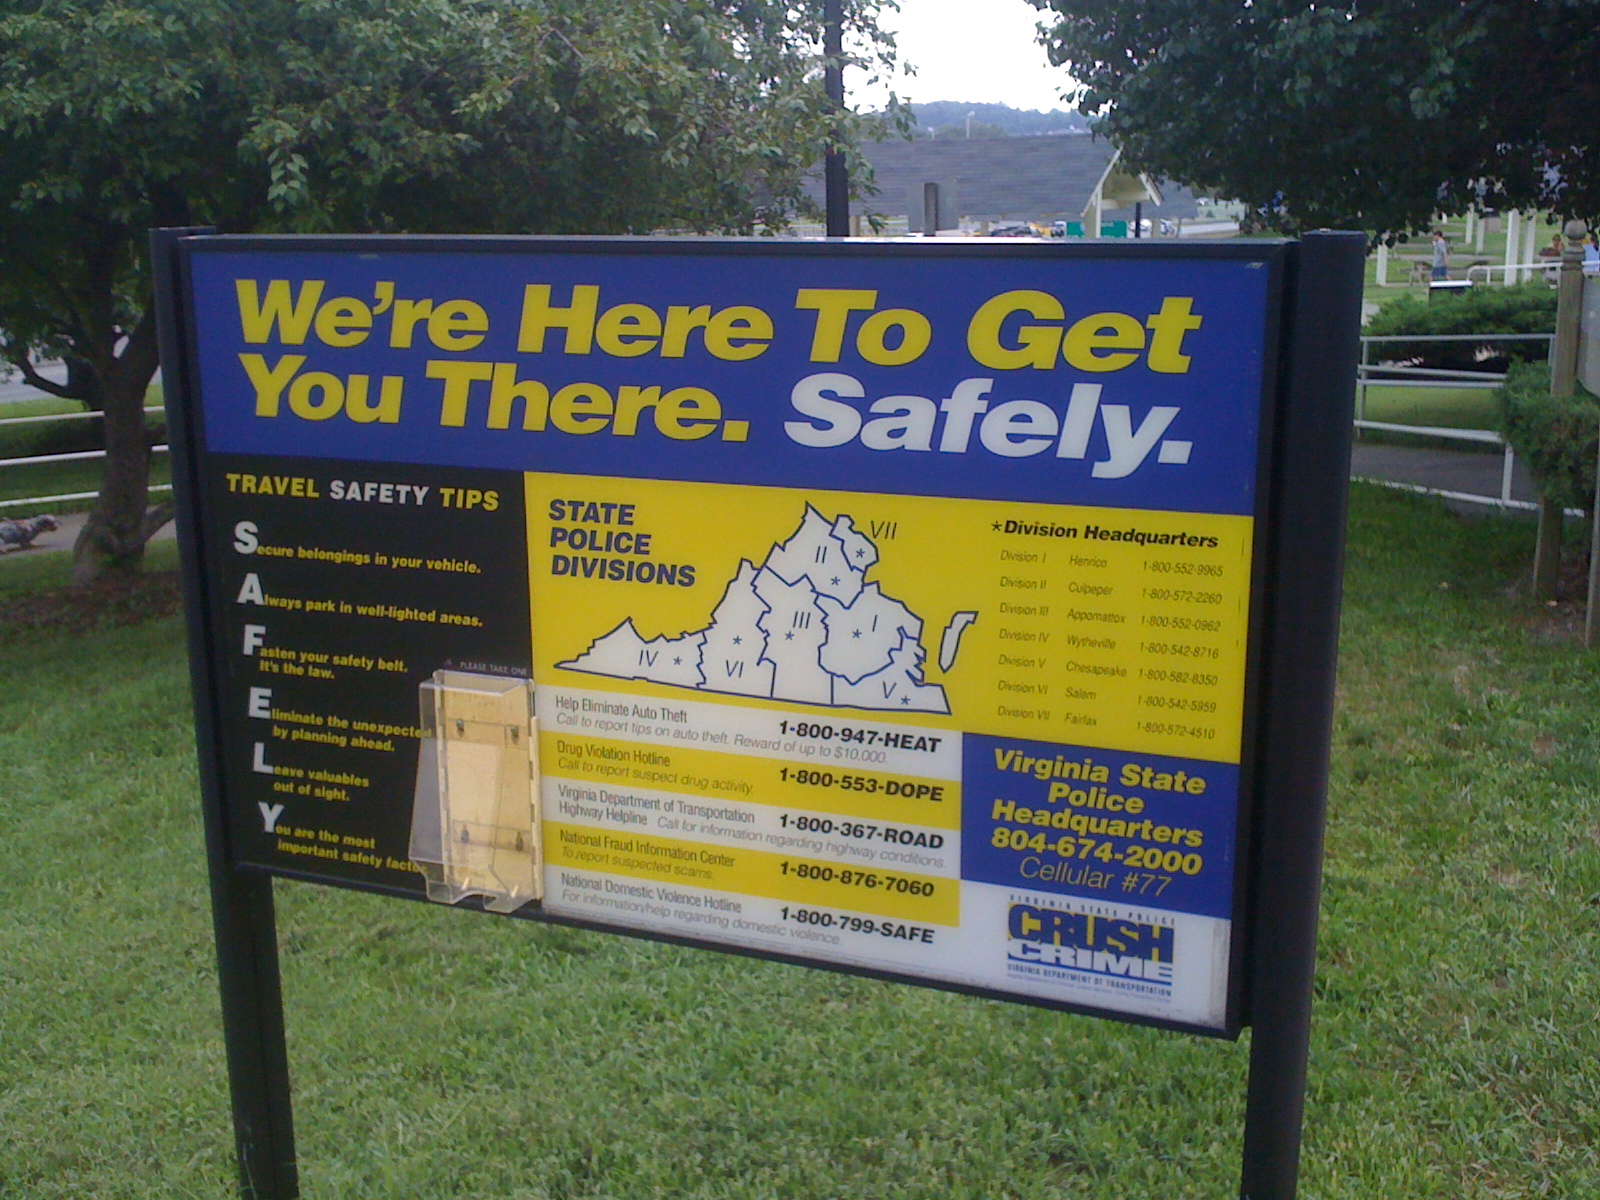 We're Here To Get
You There. Safely.
TRAVEL SAFETY TIPS
Secure belongings in your vehicle.
Always park in well-lighted areas.
Fasten your safety belt.
It's the law.
Eliminate the unexpected
by planning ahead.
Leave valuables
out of sight.
You are the most
important safety facto
PLEASE TAKE ONE
STATE
POLICE
DIVISIONS
VII
II
III
I
IV
VI
V
*Division Headquarters
Division I Henrico 1-800-552-9965
Division II Culpeper 1-800-572-2260
Division III Appomattox 1-800-552-0962
Division IV Wytheville 1-800-542-8716
Division V Chesapeake 1-800-582-8350
Division VI Salem 1-800-542-5959
Division VII Fairfax 1-800-572-4510
Help Eliminate Auto Theft 1-800-947-HEAT
Call to report tips on auto theft. Reward of up to $10,000.
Drug Violation Hotline 1-800-553-DOPE
Call to report suspect drug activity.
Virginia Department of Transportation 1-800-367-ROAD
Highway Helpline Call for information regarding highway conditions.
National Fraud Information Center 1-800-876-7060
To report suspected scams.
National Domestic Violence Hotline 1-800-799-SAFE
For information/help regarding domestic violence.
Virginia State
Police
Headquarters
804-674-2000
Cellular #77
VIRGINIA STATE POLICE
CRUSH
CRIME
VIRGINIA DEPARTMENT OF TRANSPORTATION